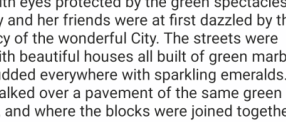 with eyes protected by the green spectacles
y and her friends were at first dazzled by th
cy of the wonderful City. The streets were
ith beautiful houses all built of green marb
dded everywhere with sparkling emeralds.
alked over a pavement of the same green
and where the blocks were joined togethe